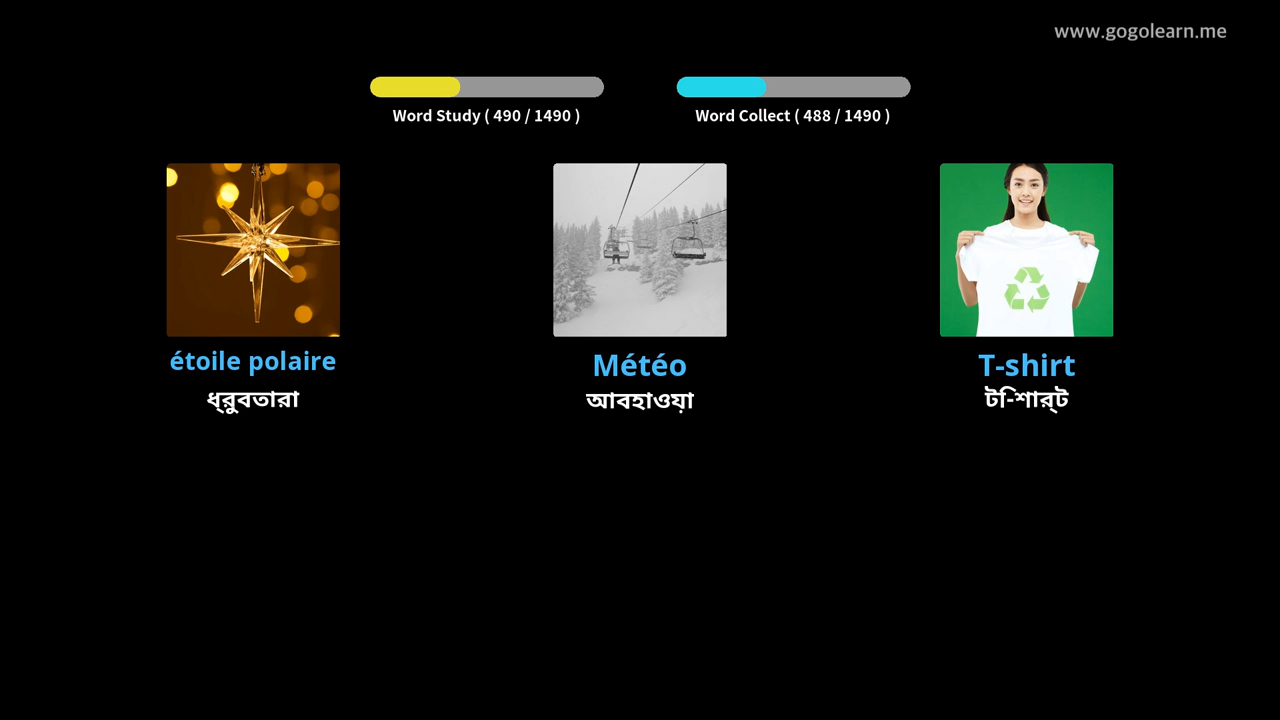 www.gogolearn.me
Word Study ( 490 / 1490 )
Word Collect ( 488 / 1490 )
étoile polaire
Météo
T-shirt
ধ্রুবতারা
আবহাওয়া
টি-শার্ট